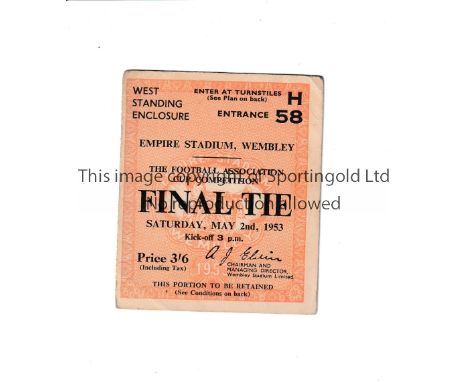 WEST
STANDING
ENCLOSURE
ENTER AT TURNSTILES
(See Plan on back)
H
ENTRANCE 58
EMPIRE STADIUM, WEMBLEY
THE FOOTBALL ASSOCIATION
CUP COMPETITION
This image copyright of Sportingold Ltd
No reproduction allowed
FINAL TIE
SATURDAY, MAY 2nd, 1953
Kick-off 3 p.m.
Price 3/6
(Including Tax)
195
CHAIRMAN AND
MANAGING DIRECTOR,
Wembley Stadium Limited
THIS PORTION TO BE RETAINED
(See Conditions on back)